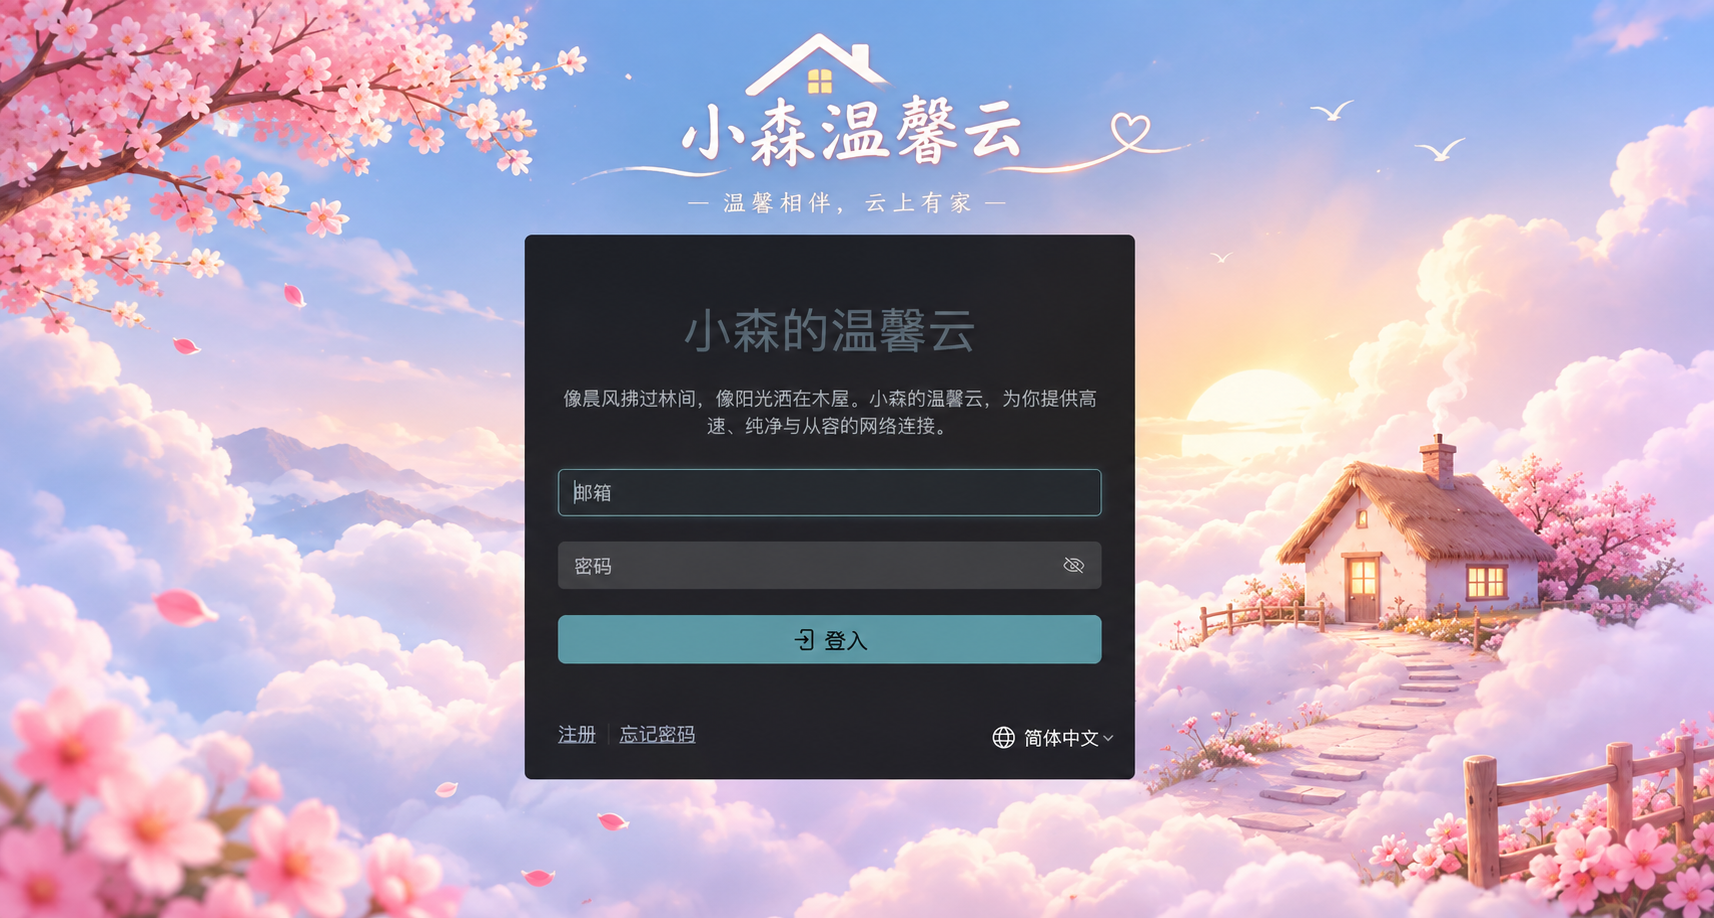 小森温馨云
— 温馨相伴，云上有家 —
小森的温馨云
像晨风拂过林间，像阳光洒在木屋。小森的温馨云，为你提供高
速、纯净与从容的网络连接。
邮箱
密码
登入
注册 忘记密码 简体中文